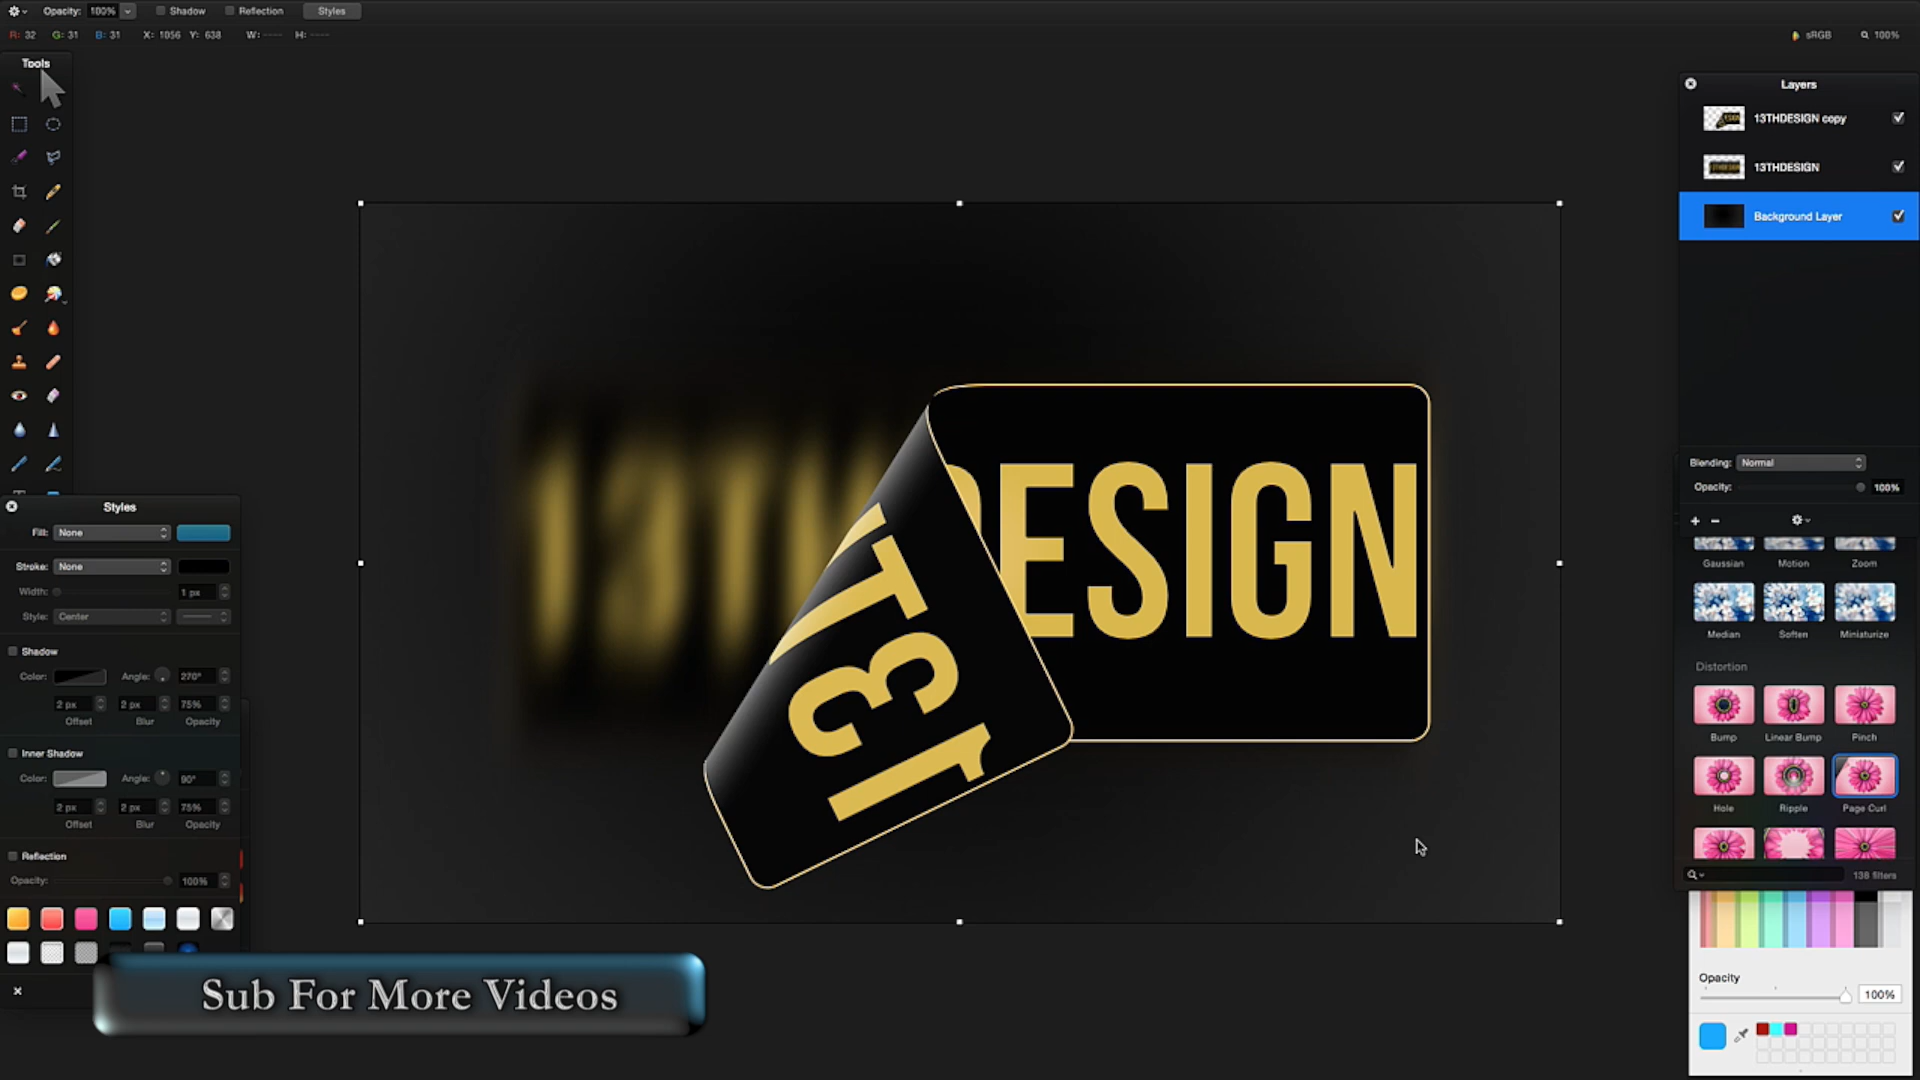 Opacity: 100% Shadow Reflection Styles
R: 32 G: 31 B: 31 X: 1056 Y: 638 W: ---- H: ----
sRGB 100%
Tools
Layers
13THDESIGN copy
13THDESIGN
Background Layer
Blending: Normal
Opacity: 100%
Gaussian Motion Zoom
Median Soften Miniaturize
Distortion
Bump Linear Bump Pinch
Hole Ripple Page Curl
138 filters
Opacity
100%
13TH
DESIGN
13T
Styles
Fill: None
Stroke: None
Width: 1 px
Style: Center
Shadow
Color: Angle: 270°
2 px 2 px 75%
Offset Blur Opacity
Inner Shadow
Color: Angle: 90°
2 px 2 px 75%
Offset Blur Opacity
Reflection
Opacity: 100%
Sub For More Videos